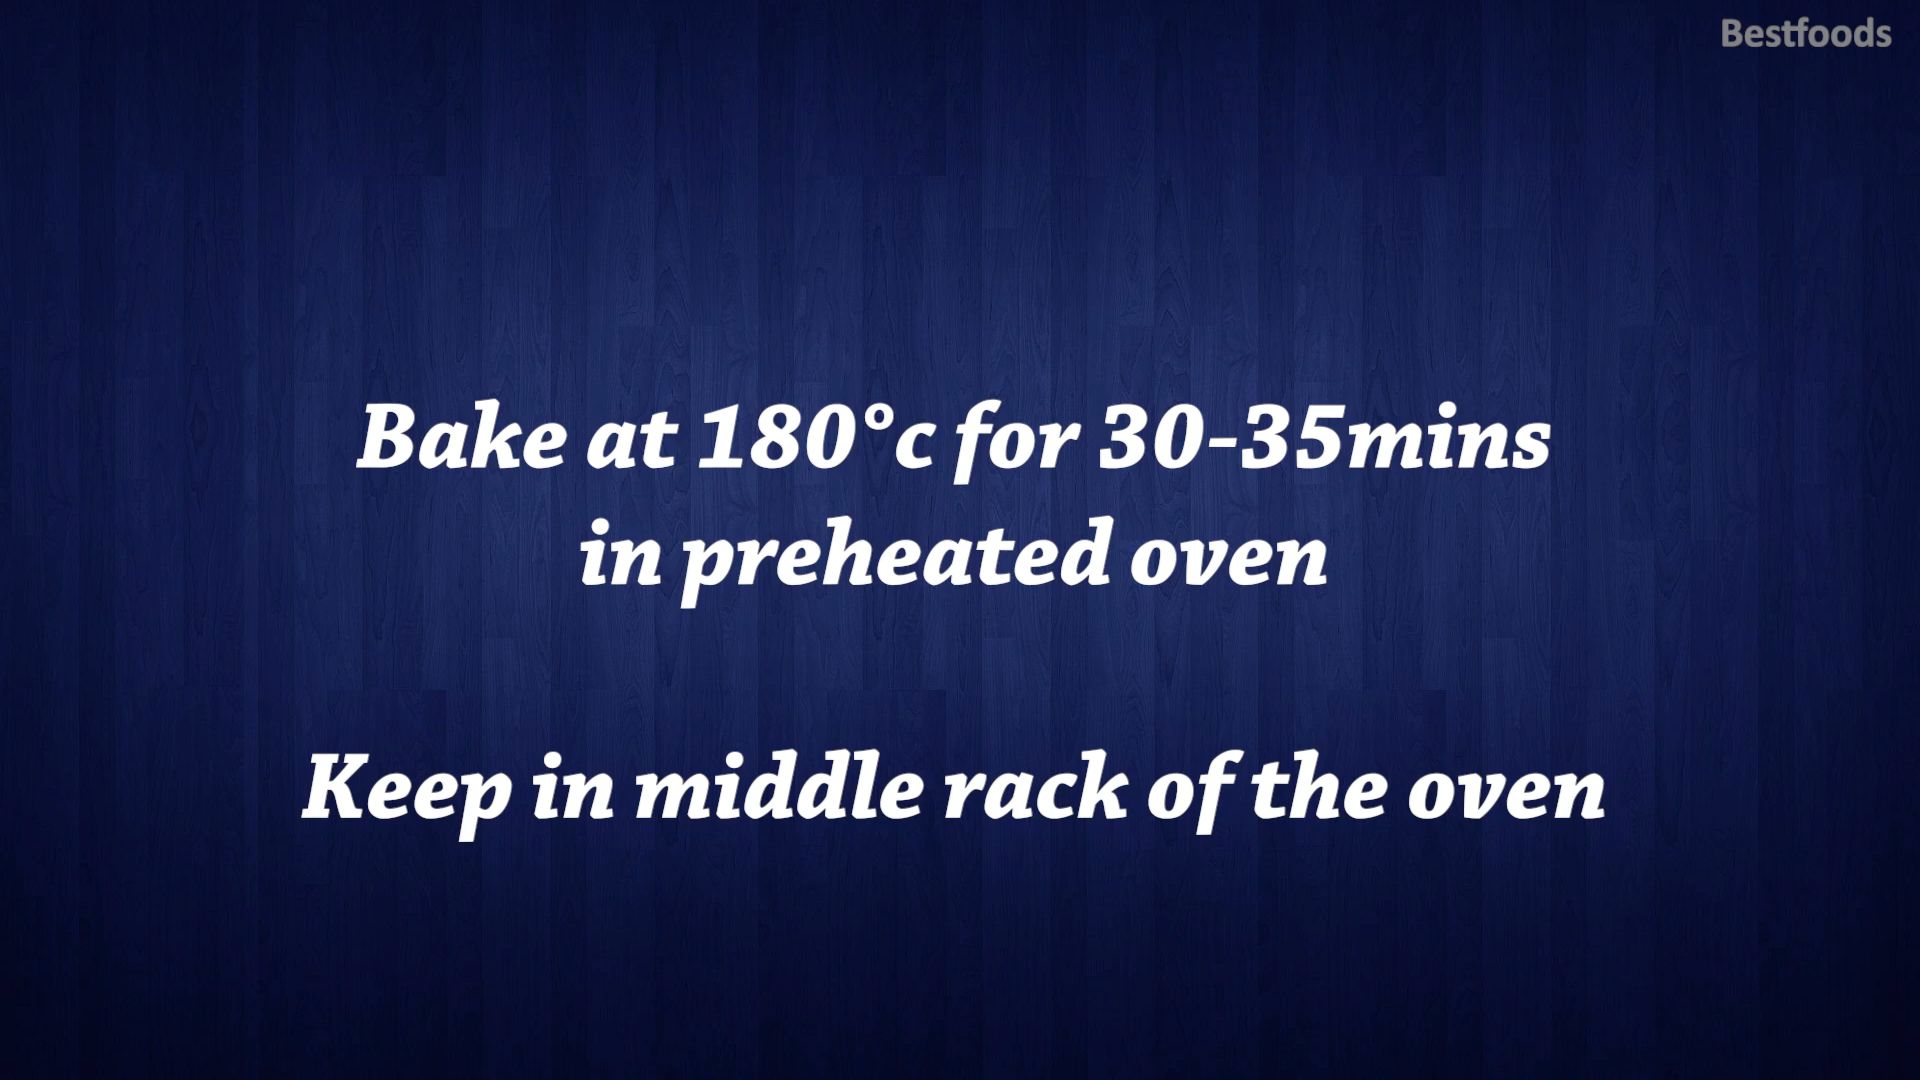 Bestfoods
Bake at 180°c for 30-35mins
in preheated oven
Keep in middle rack of the oven